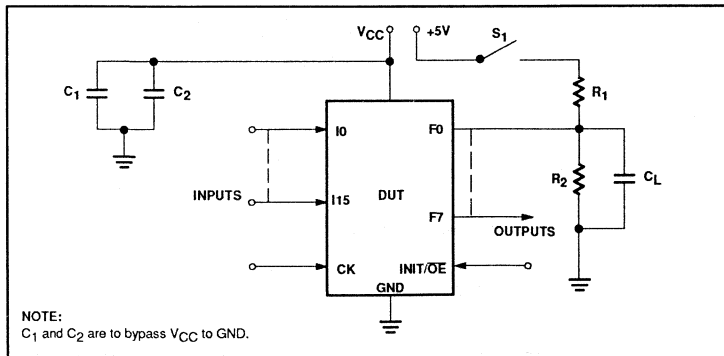 VCC
+5V
S1
C1
C2
R1
I0
F0
R2
CL
INPUTS
I15
DUT
F7
OUTPUTS
CK
INIT/OE
GND
NOTE:
C1 and C2 are to bypass VCC to GND.